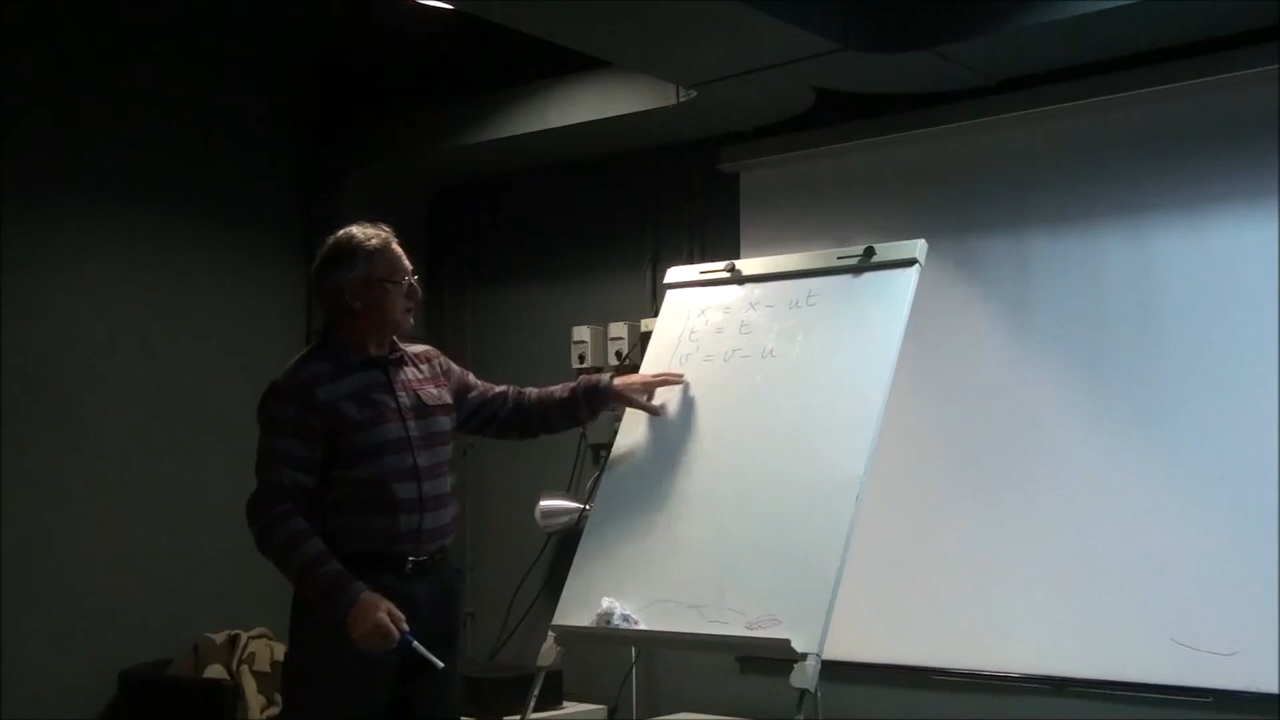 x' = x - ut
t' = t
v' = v - u